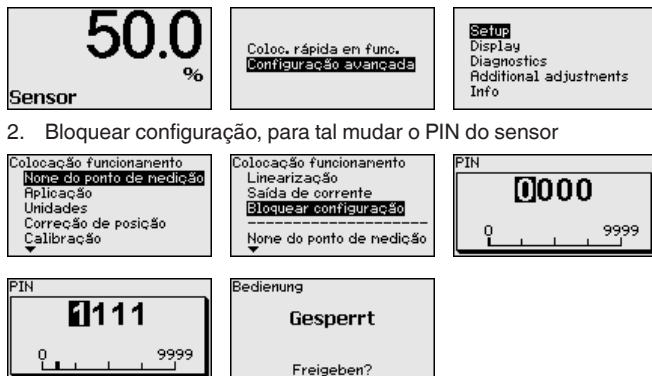 50.0
%
Sensor
Coloc. rápida en func.
Configuração avançada
Setup
Display
Diagnostics
Additional adjustments
Info
2. Bloquear configuração, para tal mudar o PIN do sensor
Colocação funcionamento
Nome do ponto de medição
Aplicação
Unidades
Correção de posição
Calibração
Colocação funcionamento
Linearização
Saída de corrente
Bloquear configuração
Nome do ponto de medição
PIN
0000
0 9999
PIN
1111
0 9999
Bedienung
Gesperrt
Freigeben?